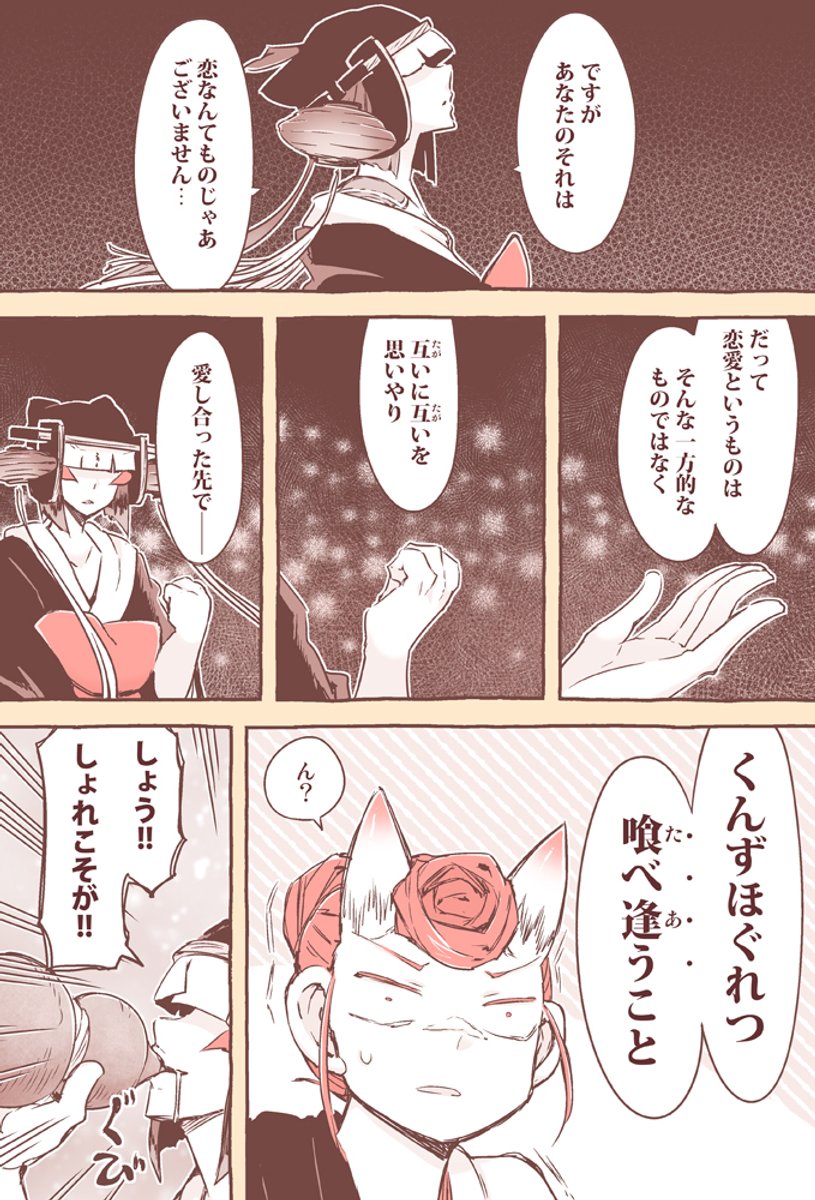 ですが
あなたのそれは
恋なんてものじゃあ
ございません…
だって
恋愛というものは
そんな一方的な
ものではなく
互いに互いを
思いやり
愛し合った先で──
くんずほぐれつ
喰べ逢うこと
ん？
しょう!!
しょれこそが!!
ぐび